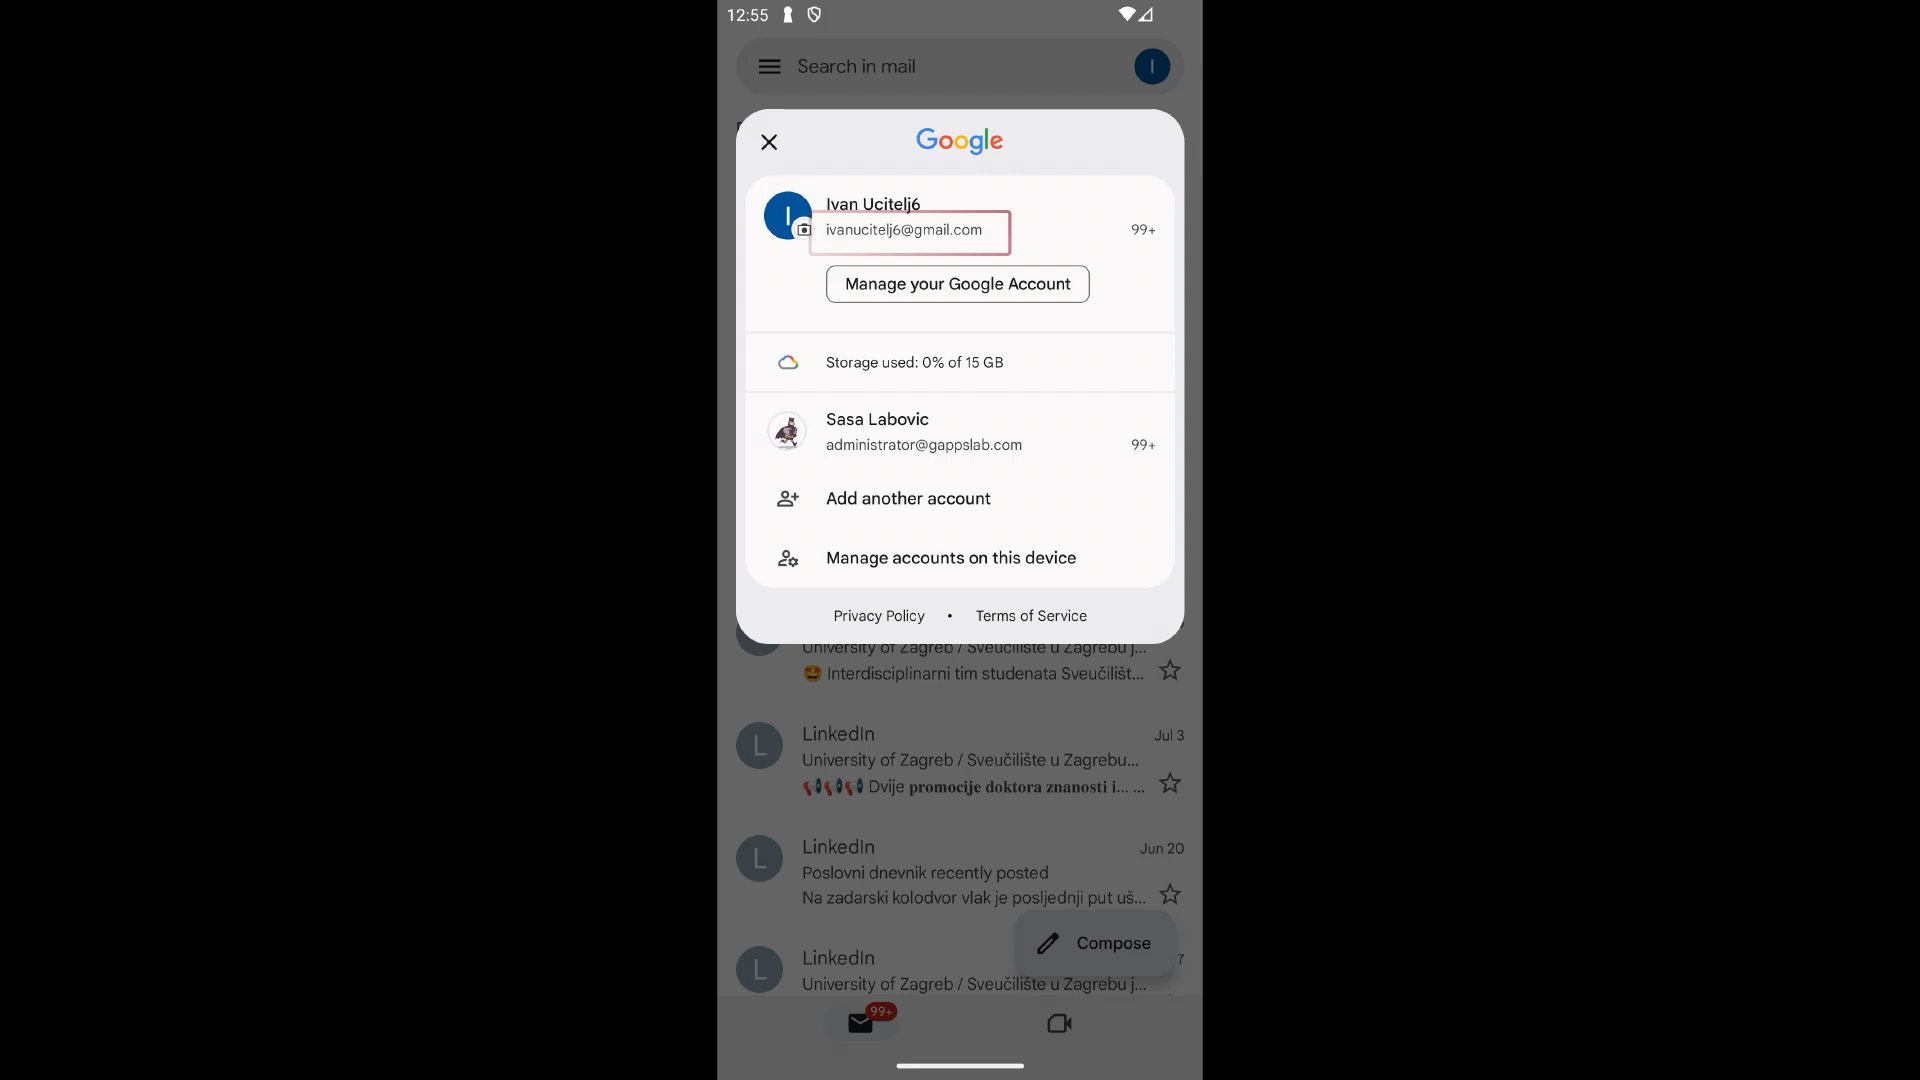 12:55
Search in mail
I
Google
I
Ivan Ucitelj6
ivanucitelj6@gmail.com
99+
Manage your Google Account
Storage used: 0% of 15 GB
Sasa Labovic
administrator@gappslab.com
99+
Add another account
Manage accounts on this device
Privacy Policy • Terms of Service
University of Zagreb / Sveučilište u Zagrebu j...
🤩 Interdisciplinarni tim studenata Sveučilišt...
L
LinkedIn
Jul 3
University of Zagreb / Sveučilište u Zagrebu...
📢📢📢 Dvije promocije doktora znanosti i... ...
L
LinkedIn
Jun 20
Poslovni dnevnik recently posted
Na zadarski kolodvor vlak je posljednji put uš...
Compose
L
LinkedIn
7
University of Zagreb / Sveučilište u Zagrebu j...
99+